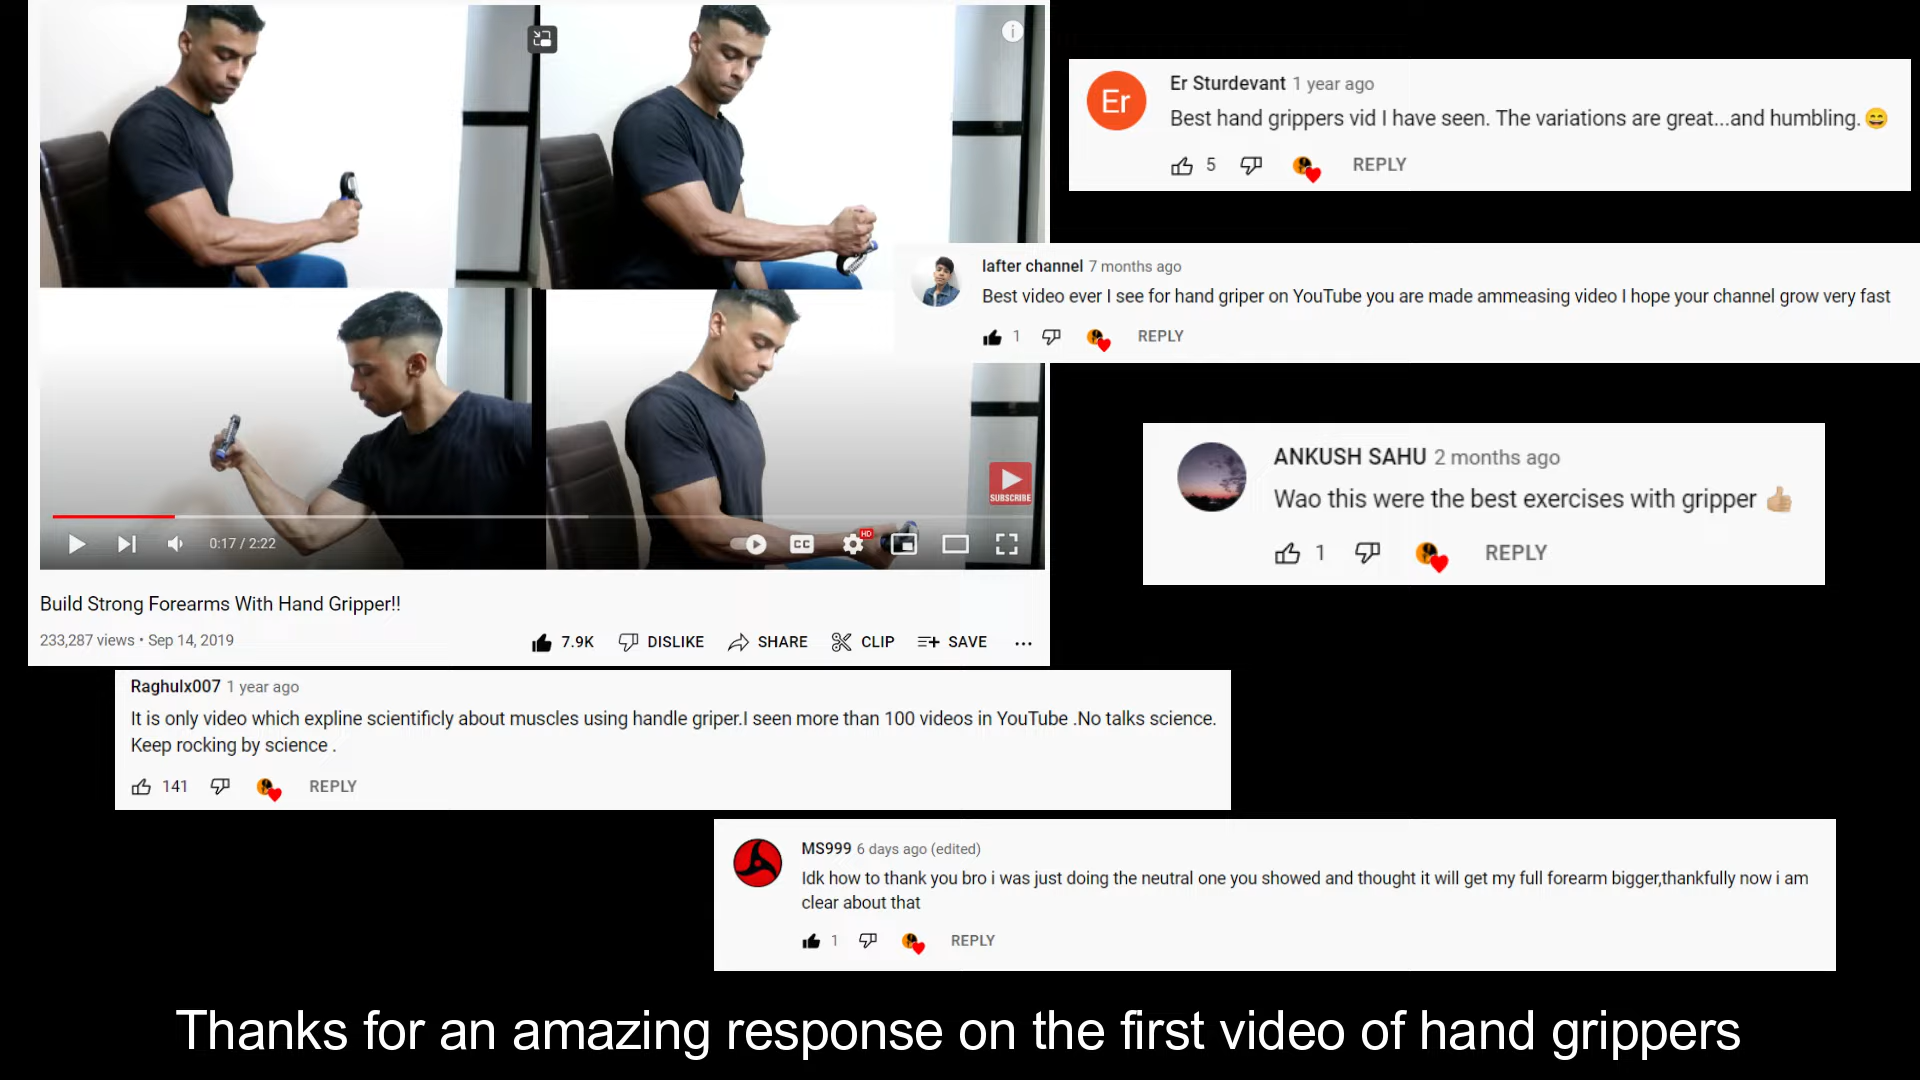 SUBSCRIBE
0:17 / 2:22
CC
HD
Build Strong Forearms With Hand Gripper!!
233,287 views • Sep 14, 2019
7.9K DISLIKE SHARE CLIP SAVE ...
Er
Er Sturdevant 1 year ago
Best hand grippers vid I have seen. The variations are great...and humbling. 😄
5 REPLY
lafter channel 7 months ago
Best video ever I see for hand griper on YouTube you are made ammeasing video I hope your channel grow very fast
1 REPLY
ANKUSH SAHU 2 months ago
Wao this were the best exercises with gripper 👍🏼
1 REPLY
Raghulx007 1 year ago
It is only video which expline scientificly about muscles using handle griper.I seen more than 100 videos in YouTube .No talks science.
Keep rocking by science .
141 REPLY
MS999 6 days ago (edited)
Idk how to thank you bro i was just doing the neutral one you showed and thought it will get my full forearm bigger,thankfully now i am
clear about that
1 REPLY
Thanks for an amazing response on the first video of hand grippers